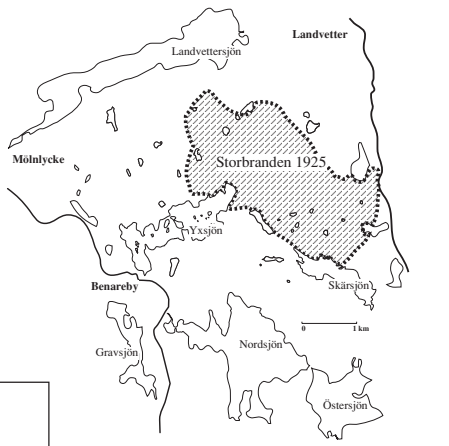 Landvetter
Landvettersjön
Mölnlycke
Storbranden 1925
Yxsjön
Benareby
Skärsjön
0 1 km
Gravsjön
Nordsjön
Östersjön